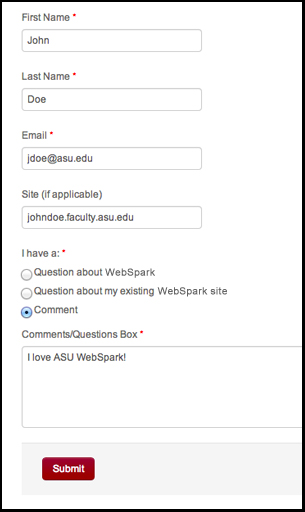 First Name *
John
Last Name *
Doe
Email *
jdoe@asu.edu
Site (if applicable)
johndoe.faculty.asu.edu
I have a: *
Question about WebSpark
Question about my existing WebSpark site
Comment
Comments/Questions Box *
I love ASU WebSpark!
Submit